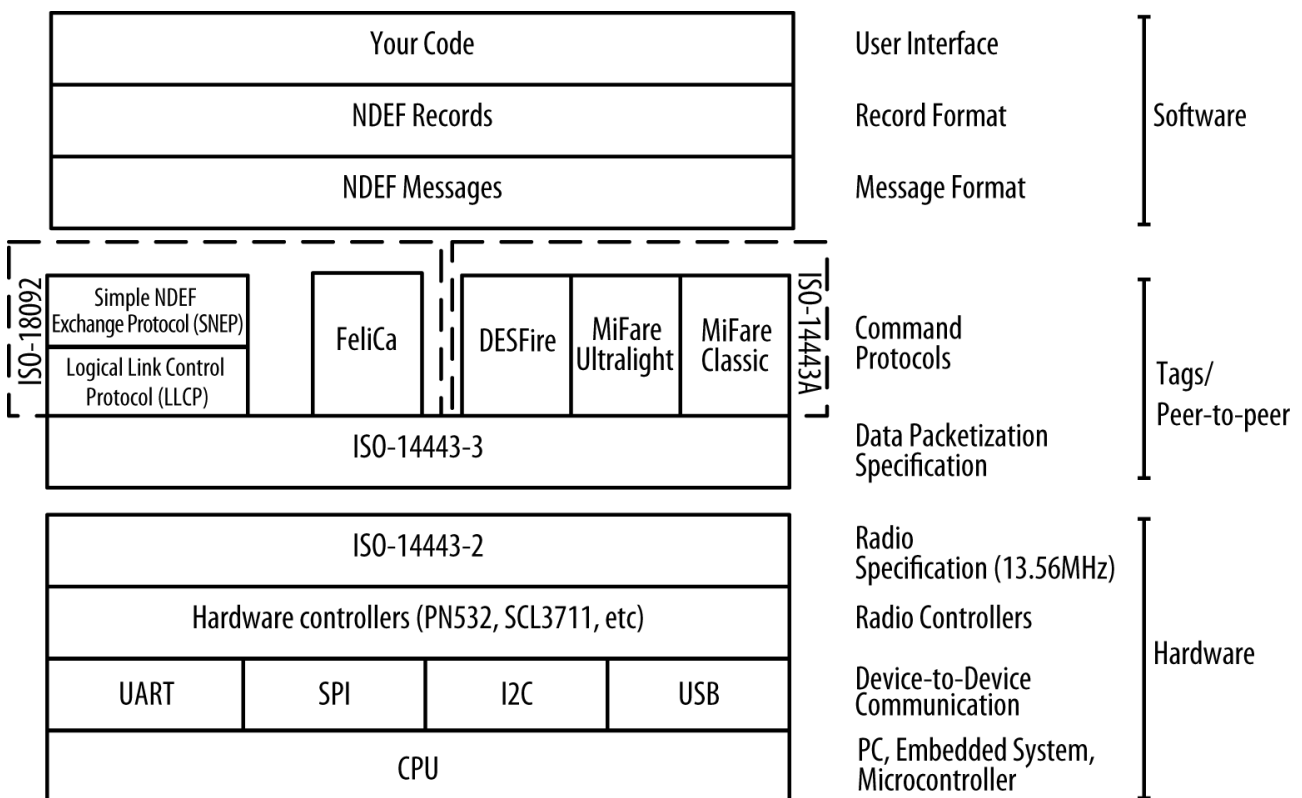 Your Code
User Interface
NDEF Records
Record Format
Software
NDEF Messages
Message Format
ISO-18092
Simple NDEF
Exchange Protocol (SNEP)
Logical Link Control
Protocol (LLCP)
FeliCa
DESFire
MiFare
Ultralight
MiFare
Classic
ISO-14443A
Command
Protocols
Tags/
Peer-to-peer
ISO-14443-3
Data Packetization
Specification
ISO-14443-2
Radio
Specification (13.56MHz)
Hardware controllers (PN532, SCL3711, etc)
Radio Controllers
Hardware
UART
SPI
I2C
USB
Device-to-Device
Communication
CPU
PC, Embedded System,
Microcontroller